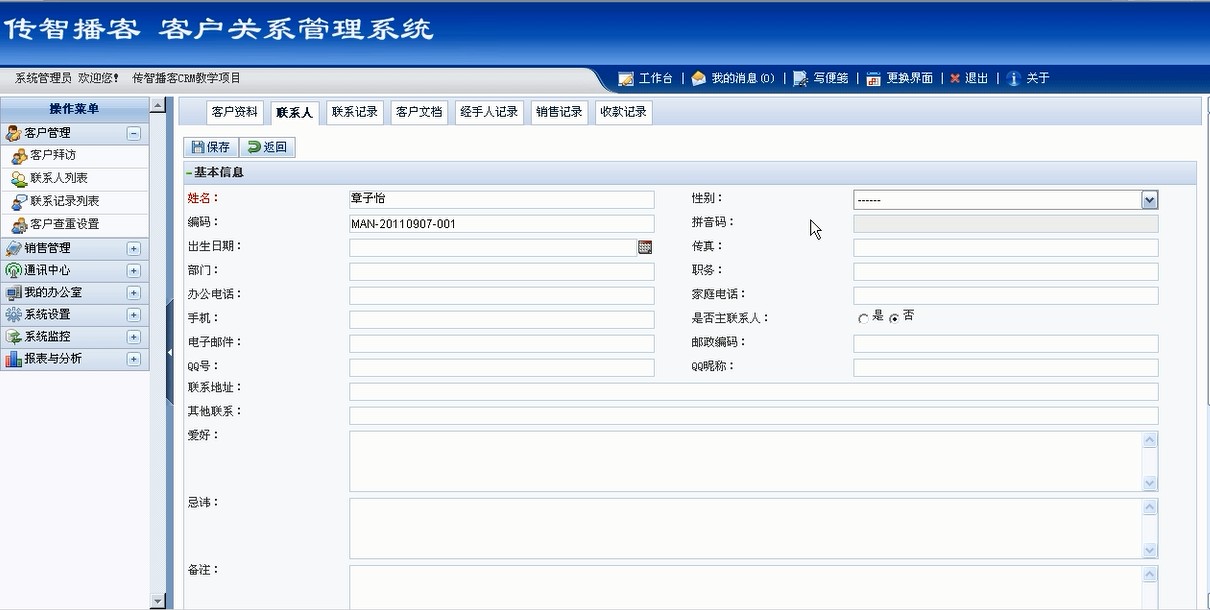 传智播客 客户关系管理系统
系统管理员 欢迎您! 传智播客CRM教学项目
工作台 | 我的消息(0) | 写便笺 | 更换界面 | 退出 | 关于
操作菜单
客户管理
客户拜访
联系人列表
联系记录列表
客户查重设置
销售管理
通讯中心
我的办公室
系统设置
系统监控
报表与分析
客户资料 联系人 联系记录 客户文档 经手人记录 销售记录 收款记录
保存 返回
基本信息
姓名： 章子怡 性别： ------
编码： MAN-20110907-001 拼音码：
出生日期： 传真：
部门： 职务：
办公电话： 家庭电话：
手机： 是否主联系人： 是 否
电子邮件： 邮政编码：
QQ号： QQ昵称：
联系地址：
其他联系：
爱好：
忌讳：
备注：